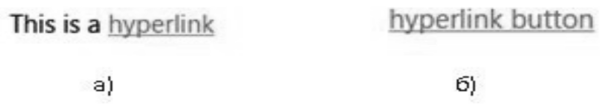 This is a hyperlink
hyperlink button
а)
б)